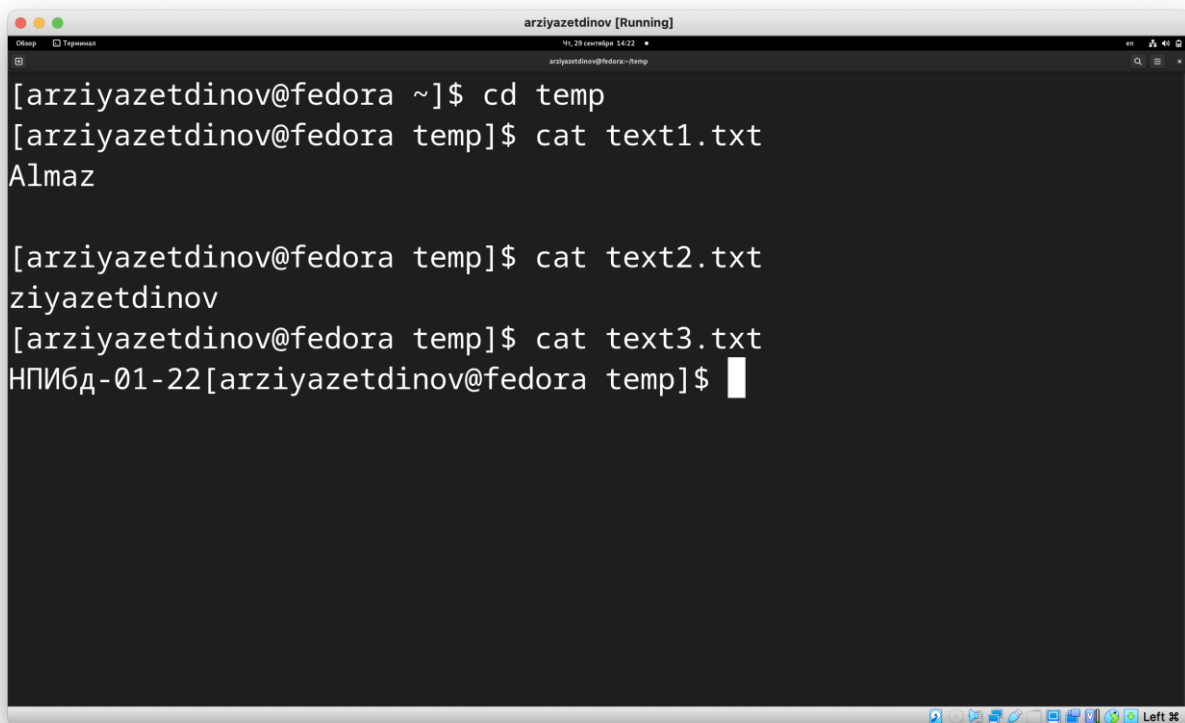 arziyazetdinov [Running]
Обзор Терминал Чт, 29 сентября 14:22 en
arziyazetdinov@fedora:~/temp
[arziyazetdinov@fedora ~]$ cd temp
[arziyazetdinov@fedora temp]$ cat text1.txt
Almaz
[arziyazetdinov@fedora temp]$ cat text2.txt
ziyazetdinov
[arziyazetdinov@fedora temp]$ cat text3.txt
НПИбд-01-22[arziyazetdinov@fedora temp]$
Left ⌘